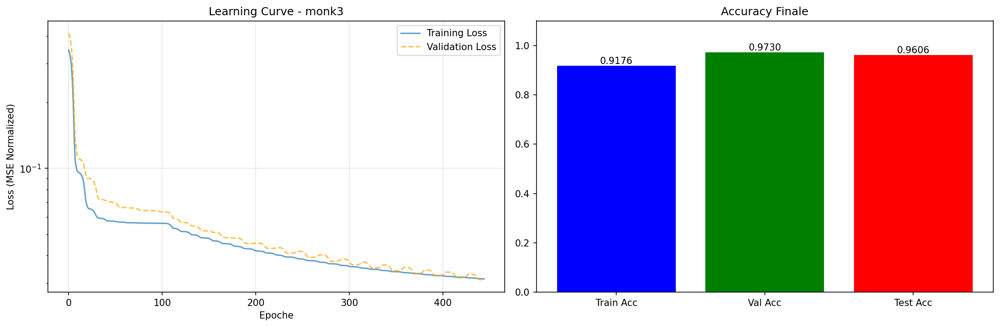 Learning Curve - monk3
Training Loss
Validation Loss
Loss (MSE Normalized)
10⁻¹
0
100
200
300
400
Epoche
Accuracy Finale
1.0
0.8
0.6
0.4
0.2
0.0
0.9176
0.9730
0.9606
Train Acc
Val Acc
Test Acc